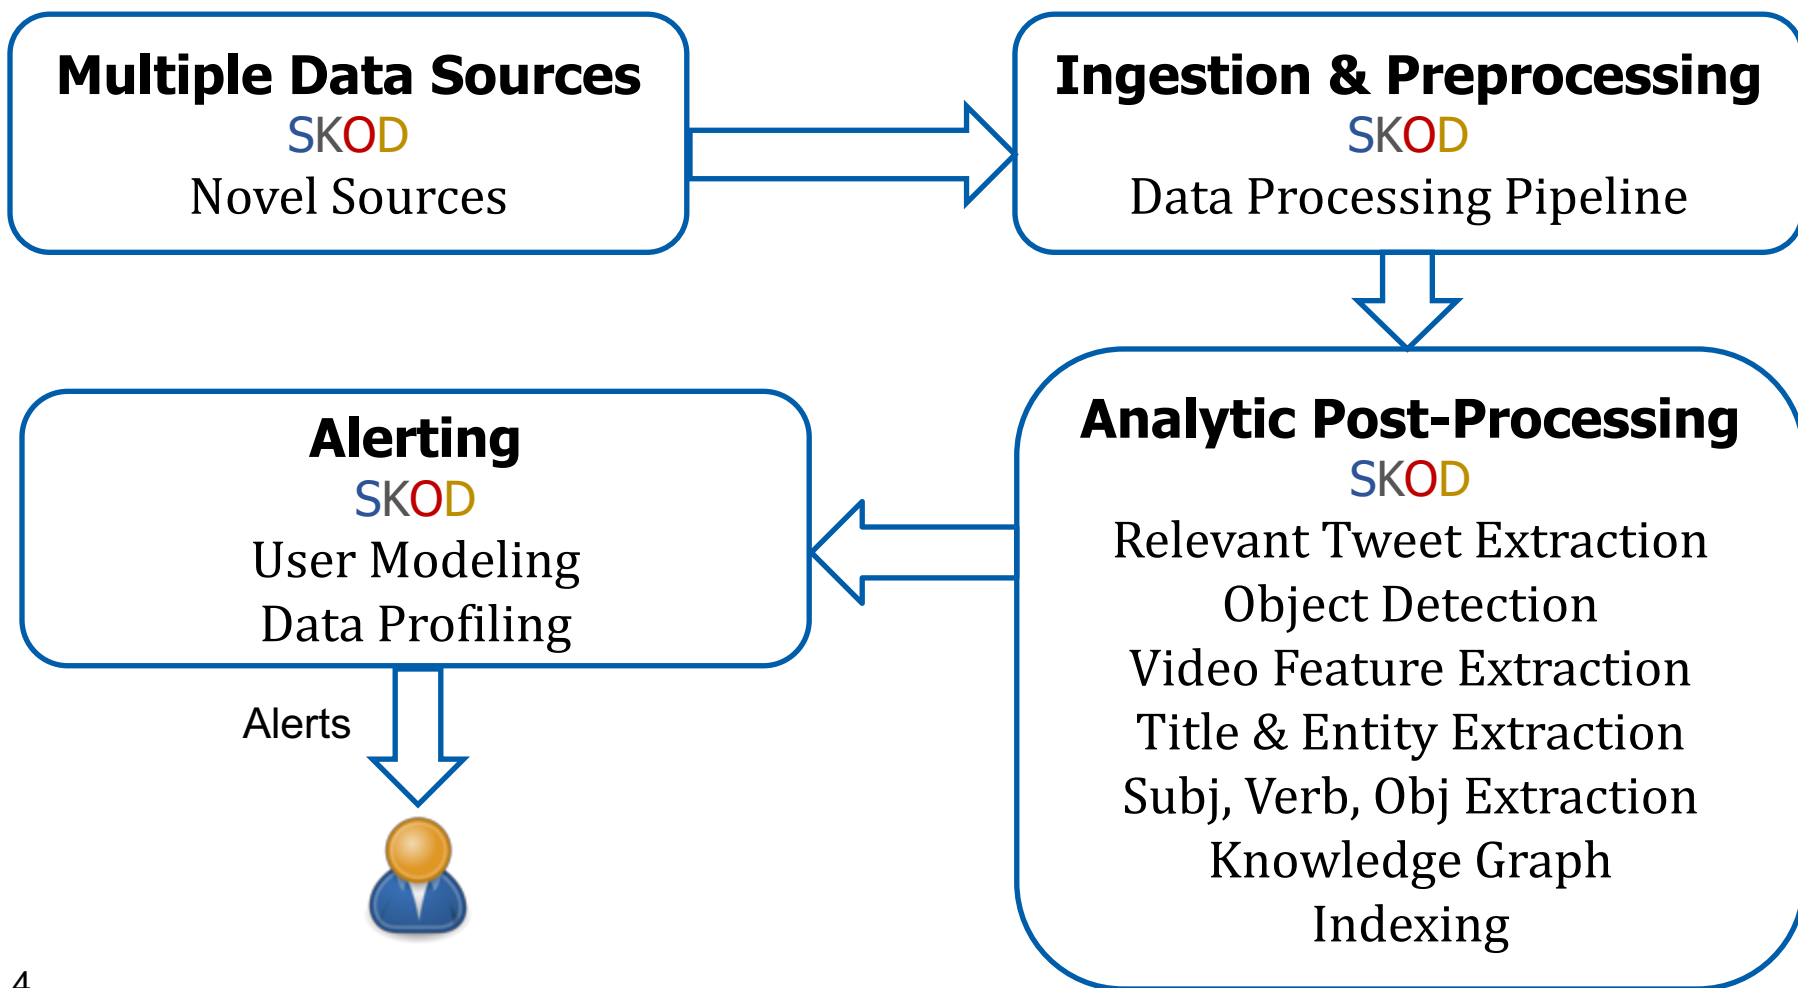 Multiple Data Sources
SKOD
Novel Sources
Ingestion & Preprocessing
SKOD
Data Processing Pipeline
Analytic Post-Processing
SKOD
Relevant Tweet Extraction
Object Detection
Video Feature Extraction
Title & Entity Extraction
Subj, Verb, Obj Extraction
Knowledge Graph
Indexing
Alerting
SKOD
User Modeling
Data Profiling
Alerts
4